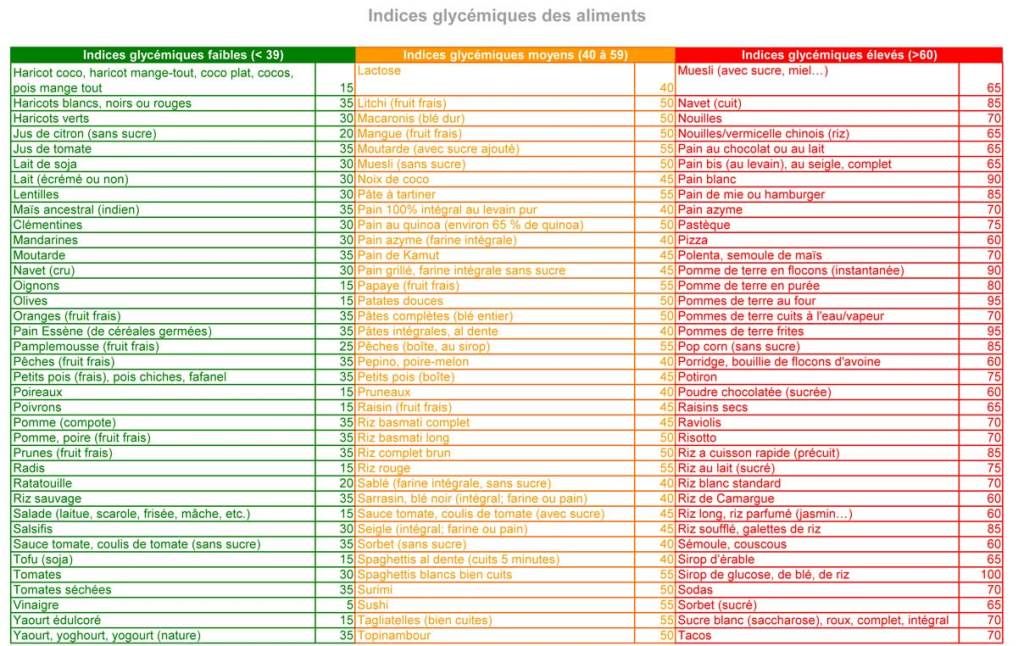 Indices glycémiques des aliments
Indices glycémiques faibles (< 39) Indices glycémiques moyens (40 à 59) Indices glycémiques élevés (>60)
Haricot coco, haricot mange-tout, coco plat, cocos, Lactose Muesli (avec sucre, miel…)
pois mange tout 15 40 65
Haricots blancs, noirs ou rouges 35 Litchi (fruit frais) 50 Navet (cuit) 85
Haricots verts 30 Macaronis (blé dur) 50 Nouilles 70
Jus de citron (sans sucre) 20 Mangue (fruit frais) 50 Nouilles/vermicelle chinois (riz) 65
Jus de tomate 35 Moutarde (avec sucre ajouté) 55 Pain au chocolat ou au lait 65
Lait de soja 30 Muesli (sans sucre) 50 Pain bis (au levain), au seigle, complet 65
Lait (écrémé ou non) 30 Noix de coco 45 Pain blanc 90
Lentilles 30 Pâte à tartiner 55 Pain de mie ou hamburger 85
Maïs ancestral (indien) 35 Pain 100% intégral au levain pur 40 Pain azyme 70
Clémentines 30 Pain au quinoa (environ 65 % de quinoa) 50 Pastèque 75
Mandarines 30 Pain azyme (farine intégrale) 40 Pizza 60
Moutarde 35 Pain de Kamut 45 Polenta, semoule de maïs 70
Navet (cru) 30 Pain grillé, farine intégrale sans sucre 45 Pomme de terre en flocons (instantanée) 90
Oignons 15 Papaye (fruit frais) 55 Pomme de terre en purée 80
Olives 15 Patates douces 50 Pommes de terre au four 95
Oranges (fruit frais) 35 Pâtes complètes (blé entier) 50 Pommes de terre cuits à l'eau/vapeur 70
Pain Essène (de céréales germées) 35 Pâtes intégrales, al dente 40 Pommes de terre frites 95
Pamplemousse (fruit frais) 25 Pêches (boîte, au sirop) 55 Pop corn (sans sucre) 85
Pêches (fruit frais) 35 Pepino, poire-melon 40 Porridge, bouillie de flocons d'avoine 60
Petits pois (frais), pois chiches, fafanel 35 Petits pois (boîte) 45 Potiron 75
Poireaux 15 Pruneaux 40 Poudre chocolatée (sucrée) 60
Poivrons 15 Raisin (fruit frais) 45 Raisins secs 65
Pomme (compote) 35 Riz basmati complet 45 Raviolis 70
Pomme, poire (fruit frais) 35 Riz basmati long 50 Risotto 70
Prunes (fruit frais) 35 Riz complet brun 50 Riz a cuisson rapide (précuit) 85
Radis 15 Riz rouge 55 Riz au lait (sucré) 75
Ratatouille 20 Sablé (farine intégrale, sans sucre) 40 Riz blanc standard 70
Riz sauvage 35 Sarrasin, blé noir (intégral; farine ou pain) 40 Riz de Camargue 60
Salade (laitue, scarole, frisée, mâche, etc.) 15 Sauce tomate, coulis de tomate (avec sucre) 45 Riz long, riz parfumé (jasmin…) 60
Salsifis 30 Seigle (intégral; farine ou pain) 45 Riz soufflé, galettes de riz 85
Sauce tomate, coulis de tomate (sans sucre) 35 Sorbet (sans sucre) 40 Sémoule, couscous 60
Tofu (soja) 15 Spaghettis al dente (cuits 5 minutes) 40 Sirop d'érable 65
Tomates 30 Spaghettis blancs bien cuits 55 Sirop de glucose, de blé, de riz 100
Tomates séchées 35 Surimi 50 Sodas 70
Vinaigre 5 Sushi 55 Sorbet (sucré) 65
Yaourt édulcoré 15 Tagliatelles (bien cuites) 55 Sucre blanc (saccharose), roux, complet, intégral 70
Yaourt, yoghourt, yogourt (nature) 35 Topinambour 50 Tacos 70